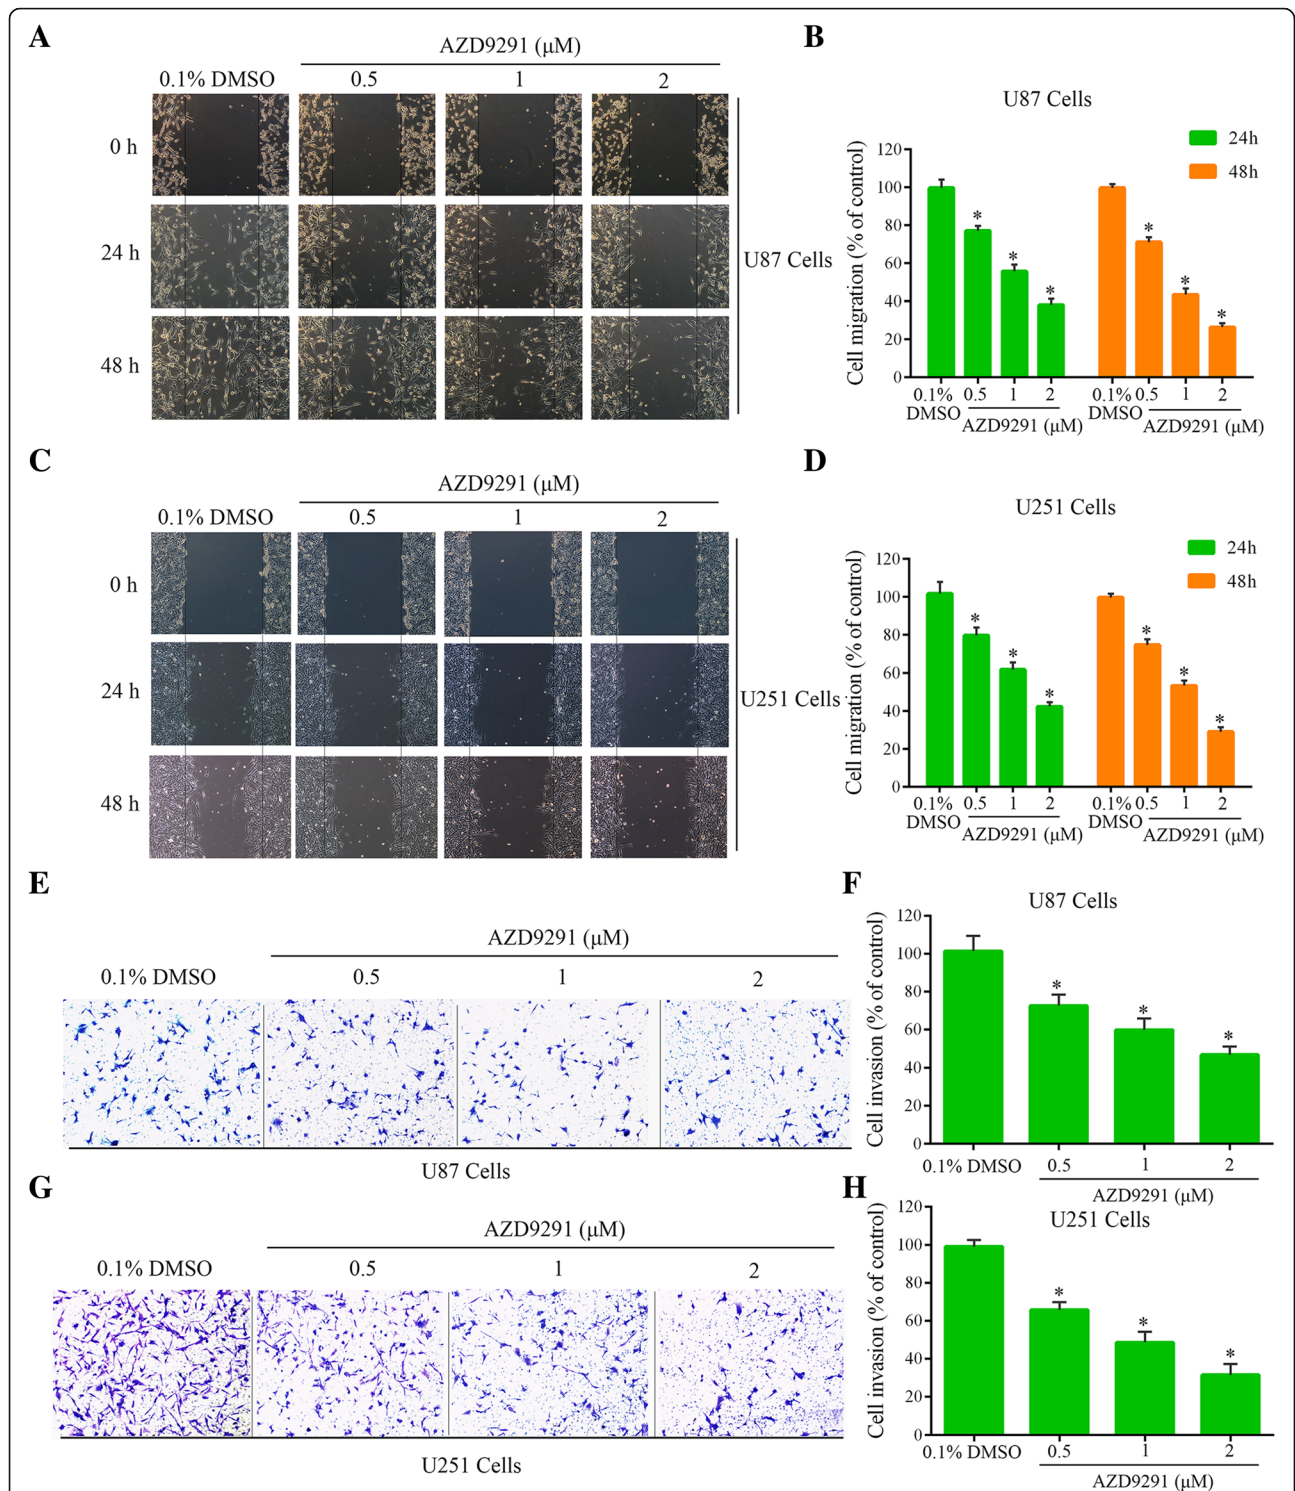 A
AZD9291 (μM)
0.1% DMSO
0.5
1
2
0 h
24 h
48 h
U87 Cells
B
U87 Cells
24h
48h
Cell migration (% of control)
120
100
80
60
40
20
0
* * * * * *
0.1% DMSO
0.5
1
2
AZD9291 (μM)
0.1% DMSO
0.5
1
2
AZD9291 (μM)
C
AZD9291 (μM)
0.1% DMSO
0.5
1
2
0 h
24 h
48 h
U251 Cells
D
U251 Cells
24h
48h
Cell migration (% of control)
120
100
80
60
40
20
0
* * * * * *
0.1% DMSO
0.5
1
2
AZD9291 (μM)
0.1% DMSO
0.5
1
2
AZD9291 (μM)
E
AZD9291 (μM)
0.1% DMSO
0.5
1
2
U87 Cells
F
U87 Cells
Cell invasion (% of control)
120
100
80
60
40
20
0
* * *
0.1% DMSO
0.5
1
2
AZD9291 (μM)
G
AZD9291 (μM)
0.1% DMSO
0.5
1
2
U251 Cells
H
U251 Cells
Cell invasion (% of control)
120
100
80
60
40
20
0
* * *
0.1% DMSO
0.5
1
2
AZD9291 (μM)